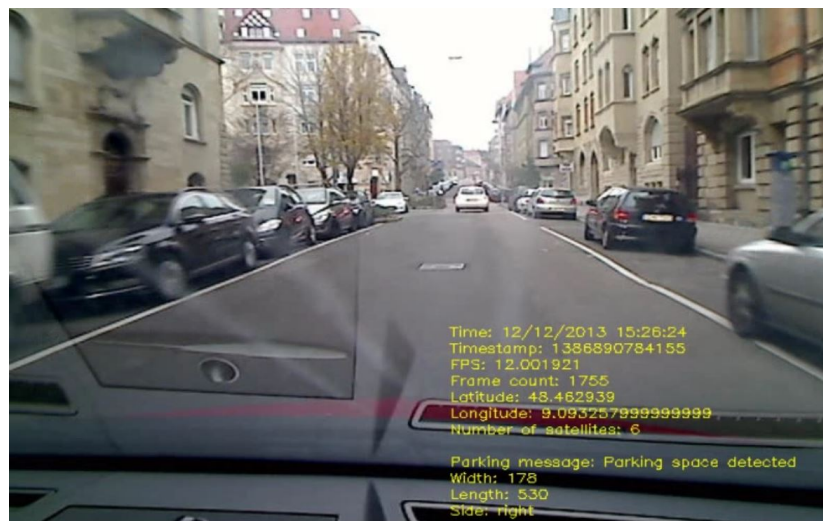 Time: 12/12/2013 15:26:24
Timestamp: 1386890784155
FPS: 12.001921
Frame count: 1755
Latitude: 48.462939
Longitude: 9.093257999999999
Number of satellites: 6
Parking message: Parking space detected
Width: 178
Length: 530
Side: right